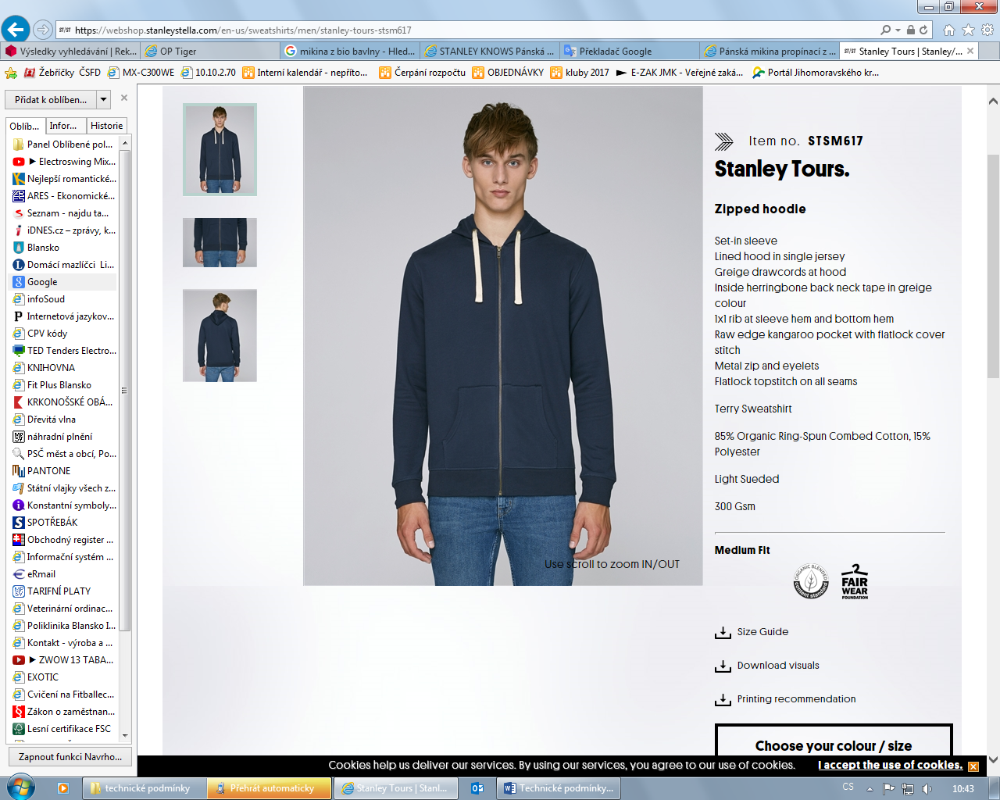 https://webshop.stanleystella.com/en-us/sweatshirts/men/stanley-tours-stsm617
Výsledky vyhledávání | Rek...
OP Tiger
mikina z bio bavlny - Hled...
STANLEY KNOWS Pánská ...
Překladač Google
Pánská mikina propínací z ...
ST/ST Stanley Tours | Stanley/...
Žebříčky
ČSFD
MX-C300WE
10.10.2.70
Interní kalendář - nepříto...
Čerpání rozpočtu
OBJEDNÁVKY
kluby 2017
E-ZAK JMK - Veřejné zaká...
Portál Jihomoravského kr...
Přidat k oblíben...
Oblíb...
Infor...
Historie
Panel Oblíbené pol...
► Electroswing Mix...
Nejlepší romantické...
ARES - Ekonomické...
Seznam - najdu ta...
iDNES.cz – zprávy, k...
Blansko
Domácí mazlíčci Li...
Google
infoSoud
Internetová jazykov...
CPV kódy
TED Tenders Electro...
KNIHOVNA
Fit Plus Blansko
KRKONOŠSKÉ OBÁ...
Dřevitá vlna
náhradní plnění
PSČ měst a obcí, Po...
PANTONE
Státní vlajky všech z...
Konstantní symboly...
SPOTŘEBÁK
Obchodný register ...
Informační systém ...
eRmail
TARIFNÍ PLATY
Veterinární ordinac...
Poliklinika Blansko I...
Kontakt - výroba a ...
► ZWOW 13 TABA...
EXOTIC
Cvičení na Fitballec...
Zákon o zaměstnan...
Lesní certifikace FSC
Zapnout funkci Navrho...
Use scroll to zoom IN/OUT
Item no. STSM617
Stanley Tours.
Zipped hoodie
Set-in sleeve
Lined hood in single jersey
Greige drawcords at hood
Inside herringbone back neck tape in greige
colour
1x1 rib at sleeve hem and bottom hem
Raw edge kangaroo pocket with flatlock cover
stitch
Metal zip and eyelets
Flatlock topstitch on all seams
Terry Sweatshirt
85% Organic Ring-Spun Combed Cotton, 15%
Polyester
Light Sueded
300 Gsm
Medium Fit
ORGANIC BLENDED
content standard
FAIR
WEAR
FOUNDATION
Size Guide
Download visuals
Printing recommendation
Choose your colour / size
Cookies help us deliver our services. By using our services, you agree to our use of cookies.
I accept the use of cookies.
technické podmínky
Přehrát automaticky
Stanley Tours | Stanl...
Technické podmínky...
CS
10:43